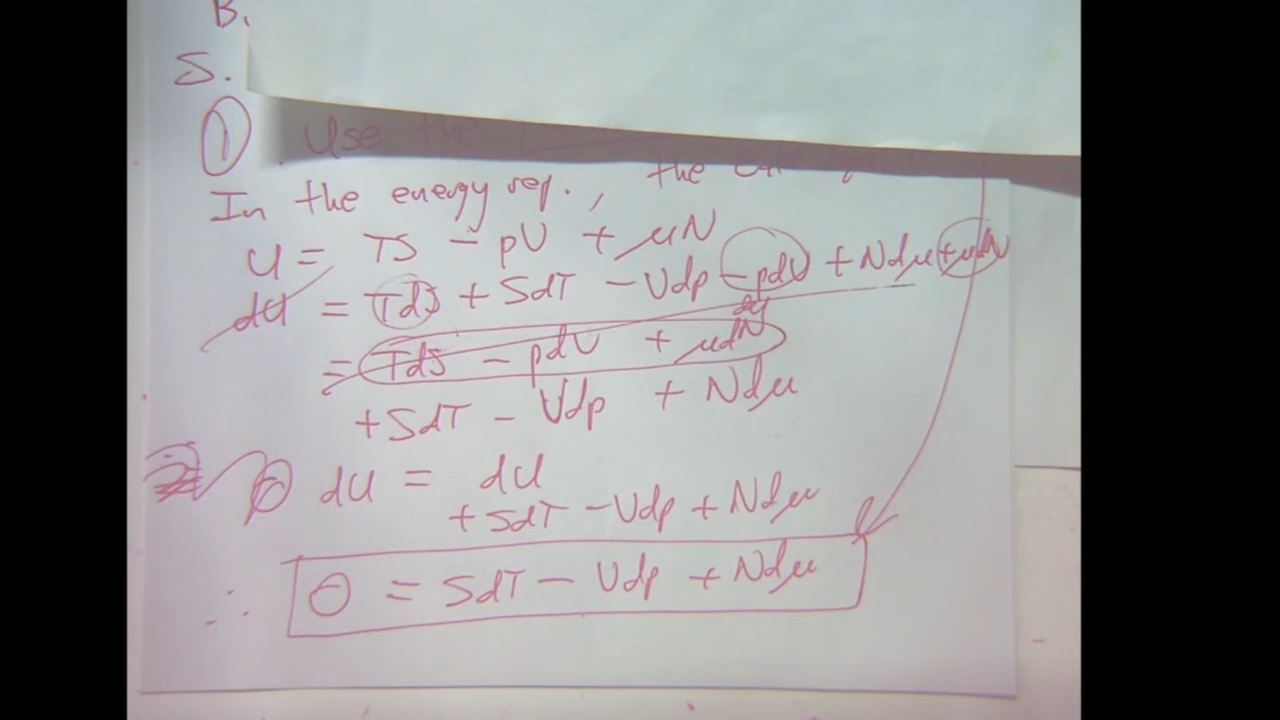 B.
S.
① Use the
In the energy rep., the
U = TS - pV + μN
dU = TdS + SdT - Vdp - pdV + Ndμ + μdN
dU
= TdS - pdV + μdN
+ SdT - Vdp + Ndμ
dU = dU
+ SdT - Vdp + Ndμ
∴ 0 = SdT - Vdp + Ndμ